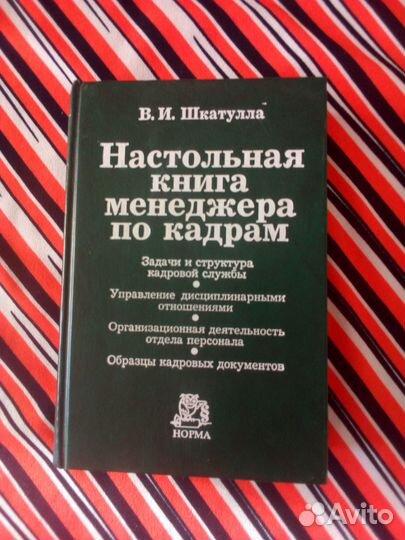 В. И. Шкатулла
Настольная
книга
менеджера
по кадрам
Задачи и структура
кадровой службы
Управление дисциплинарными
отношениями
Организационная деятельность
отдела персонала
Образцы кадровых документов
НОРМА
Avito